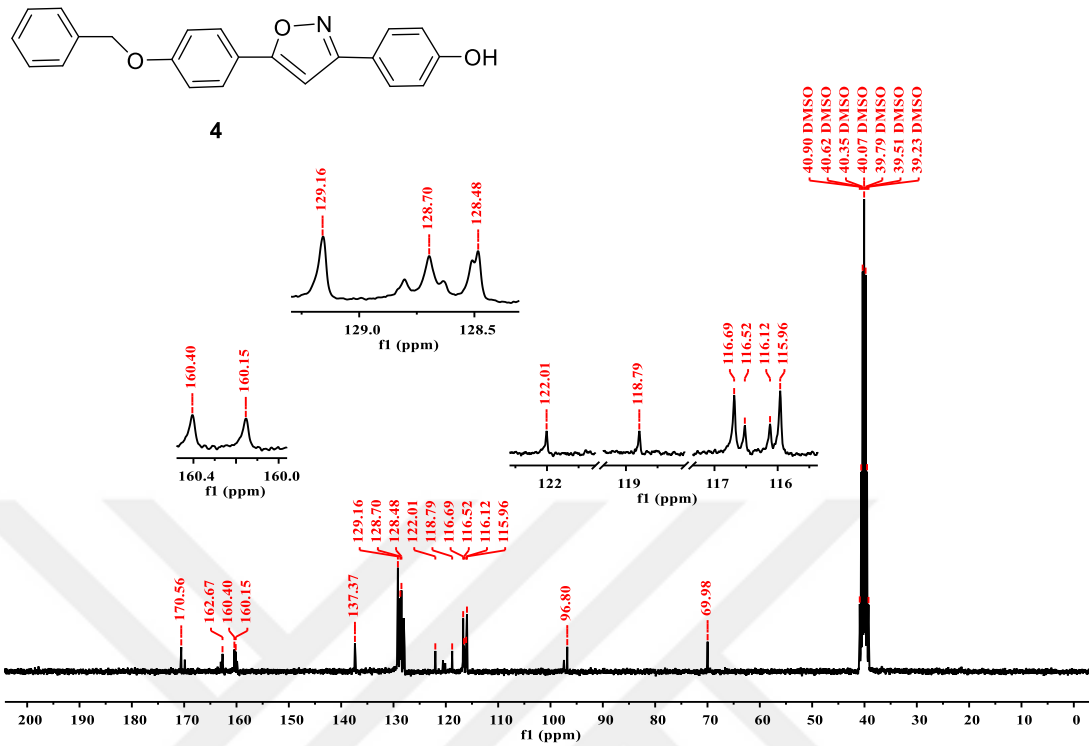 O
N
O
OH
4
40.90 DMSO
40.62 DMSO
40.35 DMSO
40.07 DMSO
39.79 DMSO
39.51 DMSO
39.23 DMSO
129.16
128.70
128.48
129.0
128.5
f1 (ppm)
160.40
160.15
160.4
160.0
f1 (ppm)
122.01
118.79
116.69
116.52
116.12
115.96
122
119
117
116
f1 (ppm)
170.56
162.67
160.40
160.15
137.37
129.16
128.70
128.48
122.01
118.79
116.69
116.52
116.12
115.96
96.80
69.98
200 190 180 170 160 150 140 130 120 110 100 90 80 70 60 50 40 30 20 10 0
f1 (ppm)